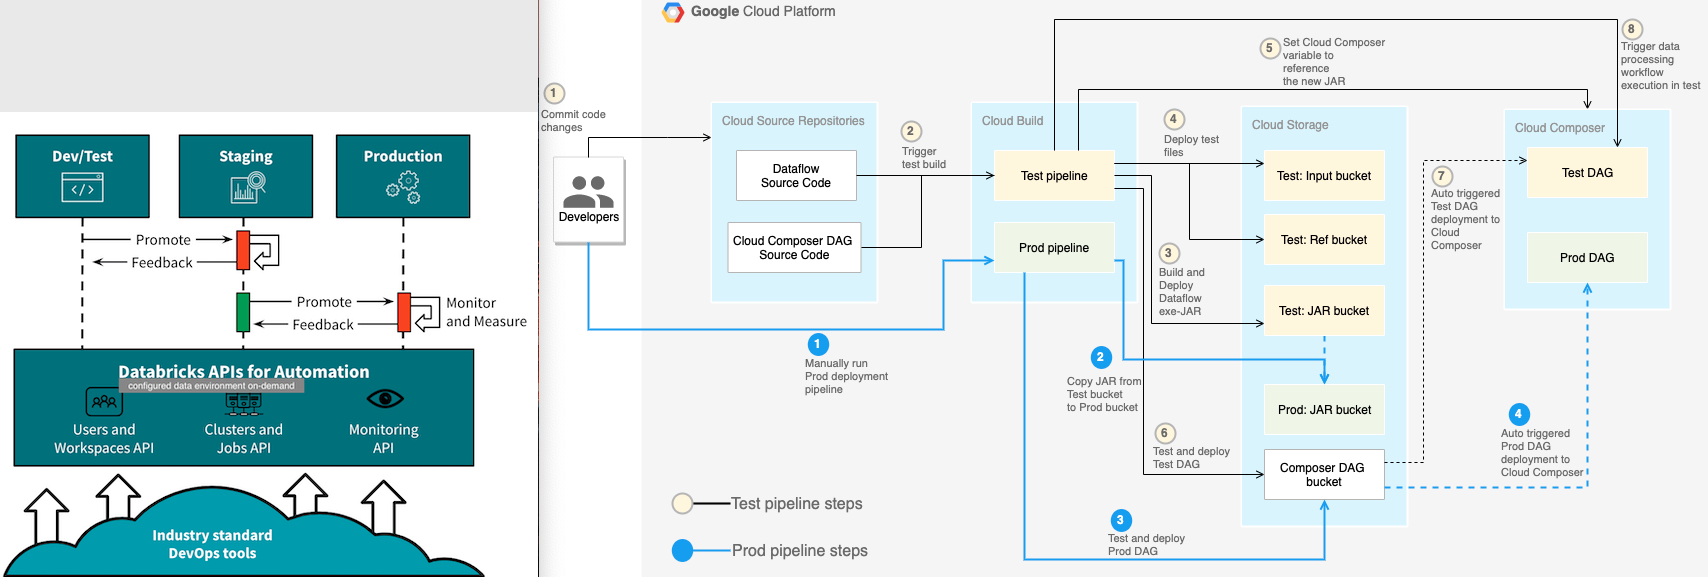 Dev/Test
Staging
Production
Promote
Feedback
Promote
Feedback
Monitor
and Measure
Databricks APIs for Automation
configured data environment on-demand
Users and
Workspaces API
Clusters and
Jobs API
Monitoring
API
Industry standard
DevOps tools
Google Cloud Platform
1
Commit code
changes
Developers
Cloud Source Repositories
Dataflow
Source Code
Cloud Composer DAG
Source Code
2
Trigger
test build
Cloud Build
Test pipeline
Prod pipeline
1
Manually run
Prod deployment
pipeline
5
Set Cloud Composer
variable to
reference
the new JAR
4
Deploy test
files
3
Build and
Deploy
Dataflow
exe-JAR
2
Copy JAR from
Test bucket
to Prod bucket
6
Test and deploy
Test DAG
3
Test and deploy
Prod DAG
Cloud Storage
Test: Input bucket
Test: Ref bucket
Test: JAR bucket
Prod: JAR bucket
Composer DAG
bucket
7
Auto triggered
Test DAG
deployment to
Cloud
Composer
8
Trigger data
processing
workflow
execution in test
Cloud Composer
Test DAG
Prod DAG
4
Auto triggered
Prod DAG
deployment to
Cloud Composer
Test pipeline steps
Prod pipeline steps